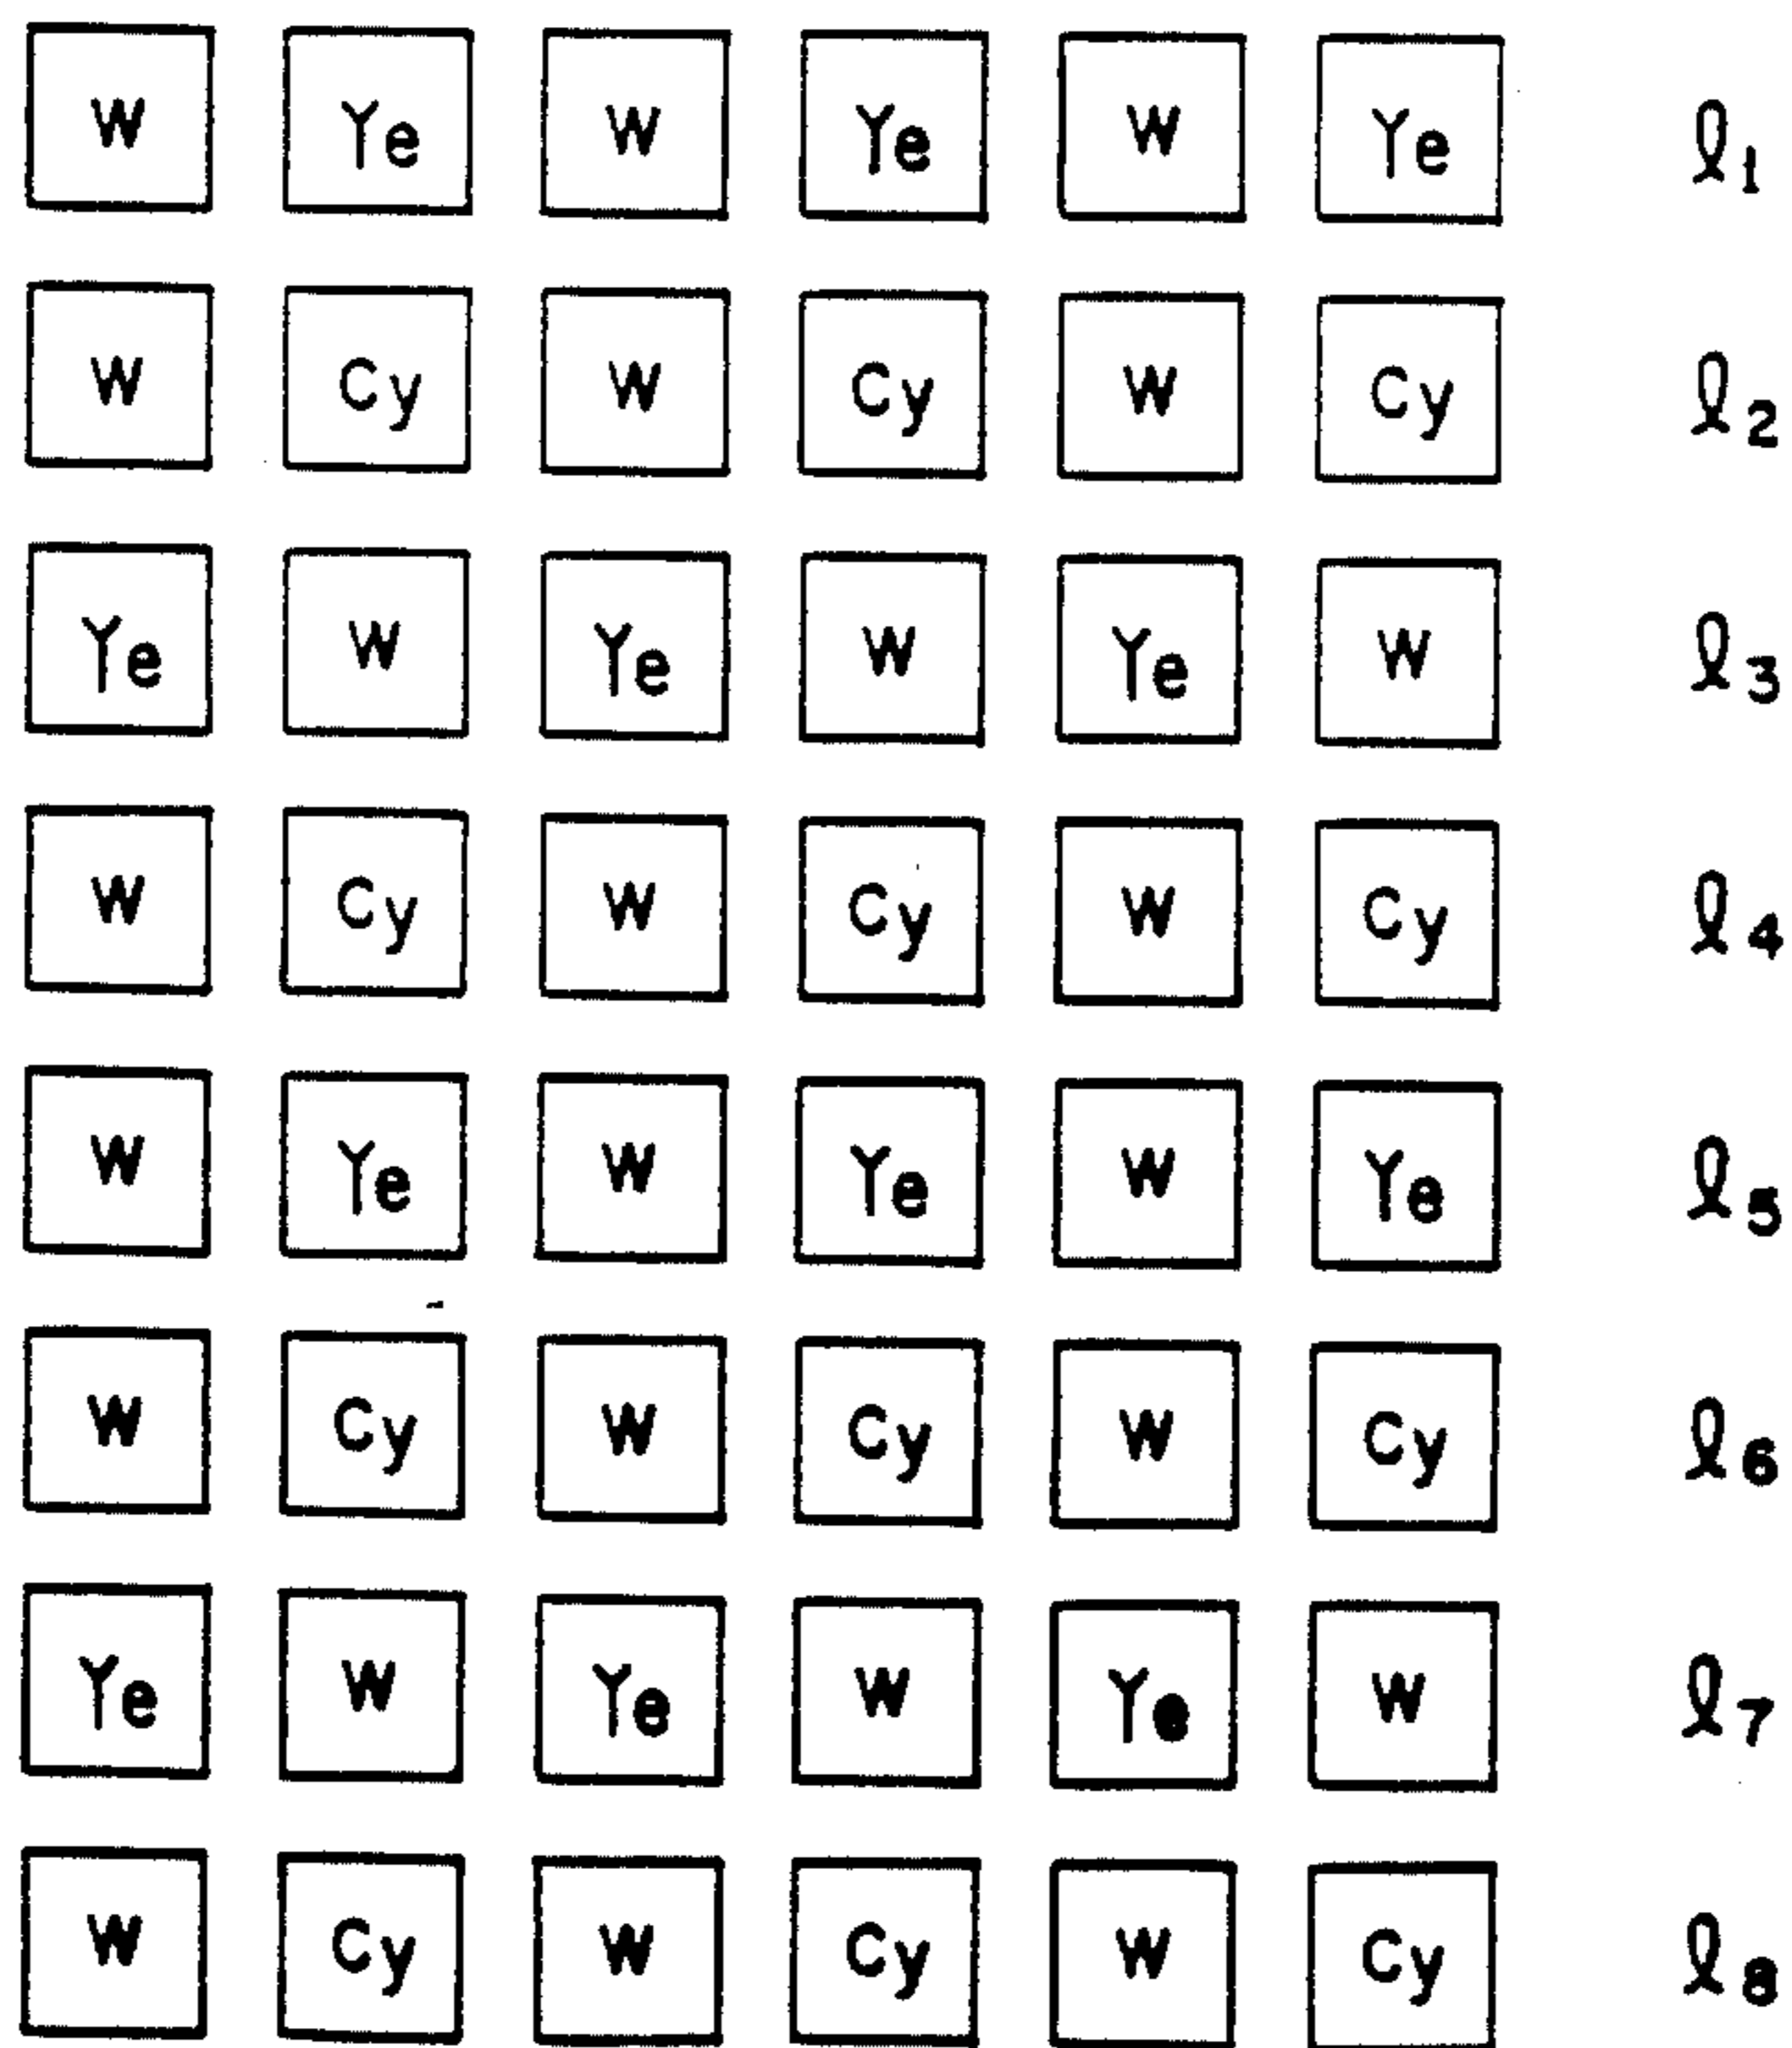 W Ye W Ye W Ye ℓ1
W Cy W Cy W Cy ℓ2
Ye W Ye W Ye W ℓ3
W Cy W Cy W Cy ℓ4
W Ye W Ye W Ye ℓ5
W Cy W Cy W Cy ℓ6
Ye W Ye W Ye W ℓ7
W Cy W Cy W Cy ℓ8